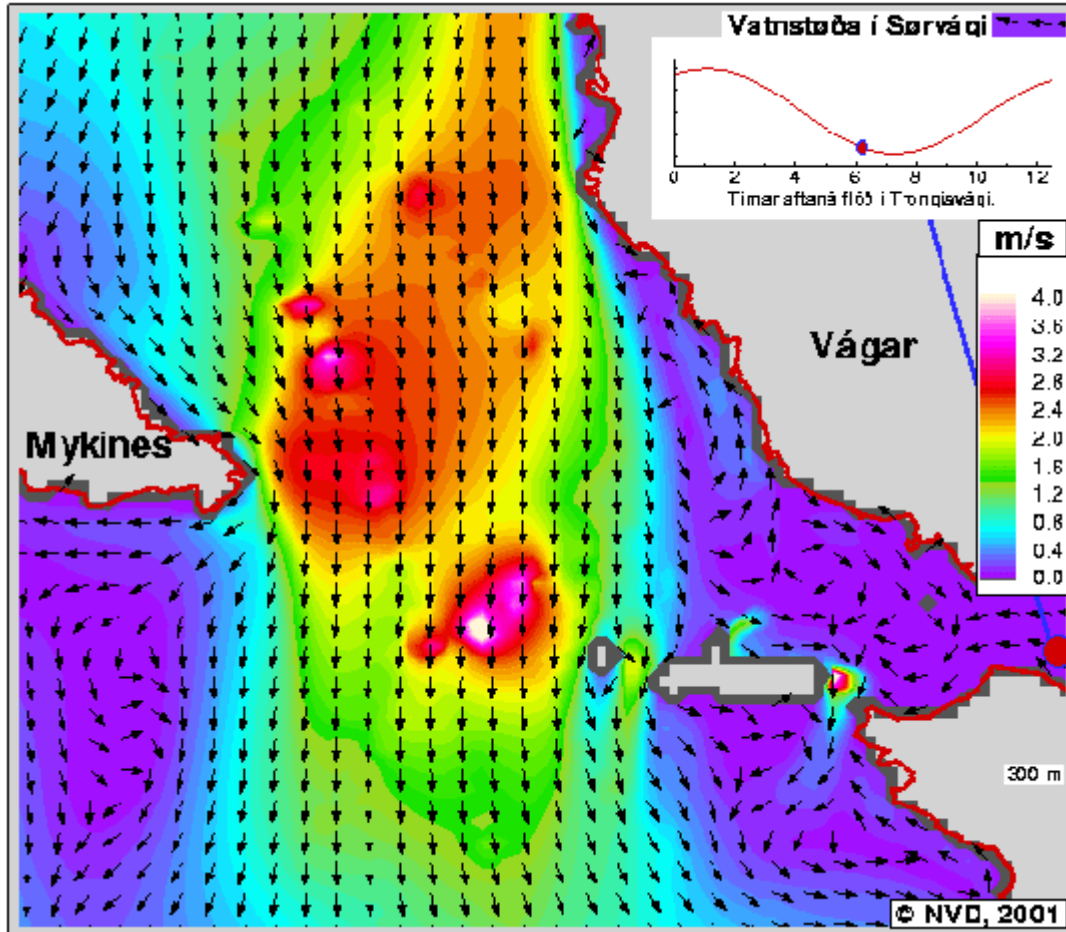 Vatnstøða í Sørvági
0 2 4 6 8 10 12
Tímar aftaná flóð í Trongisvági.
m/s
4.0
3.6
3.2
2.8
2.4
2.0
1.6
1.2
0.8
0.4
0.0
Vágar
Mykines
300 m
© NVD, 2001